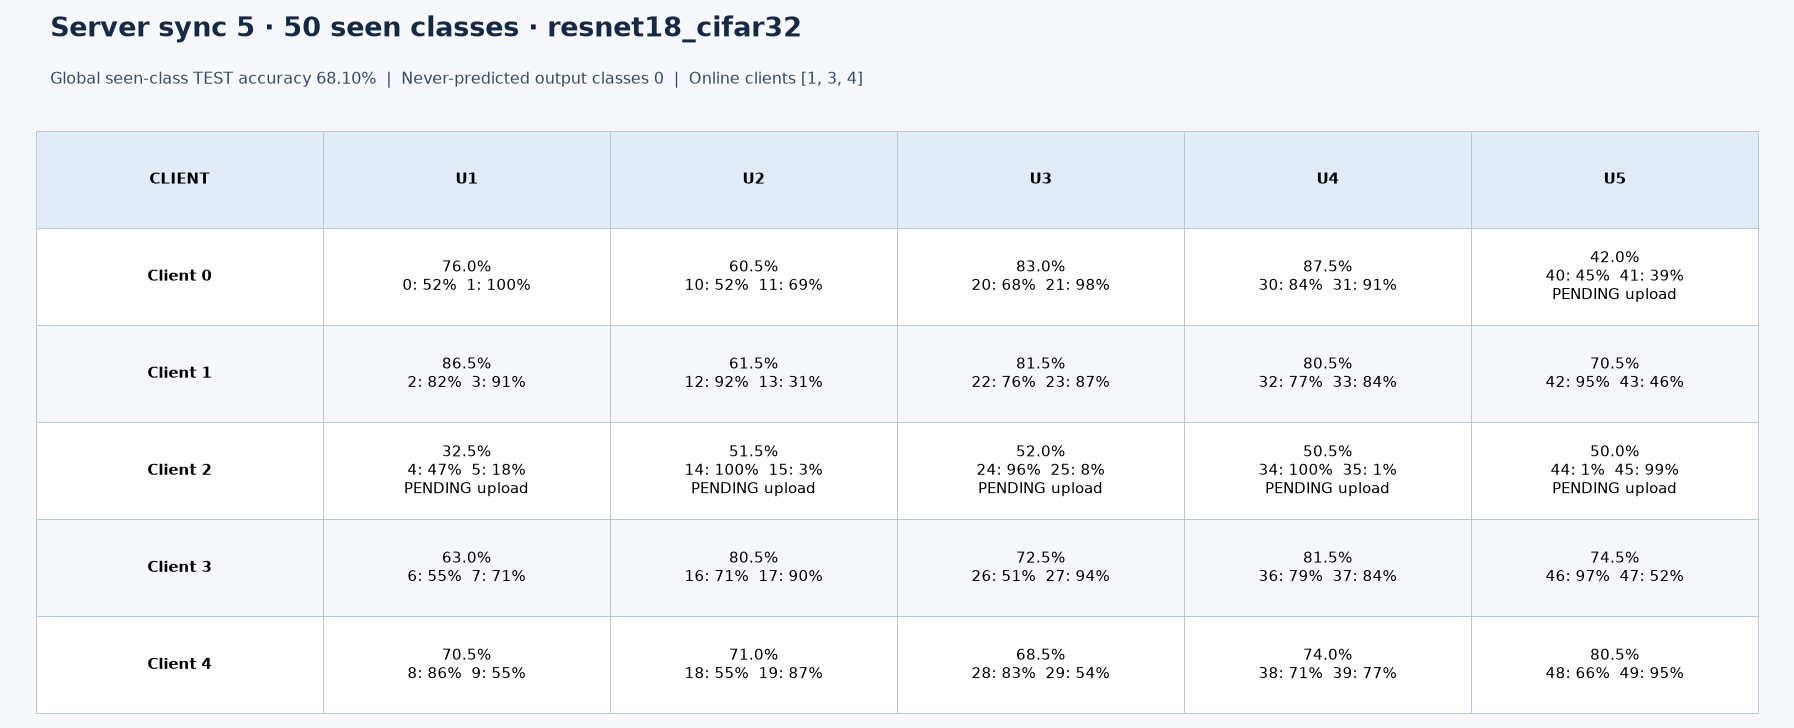 Server sync 5 · 50 seen classes · resnet18_cifar32
Global seen-class TEST accuracy 68.10% | Never-predicted output classes 0 | Online clients [1, 3, 4]
CLIENT U1 U2 U3 U4 U5
Client 0
76.0%
0: 52% 1: 100%
60.5%
10: 52% 11: 69%
83.0%
20: 68% 21: 98%
87.5%
30: 84% 31: 91%
42.0%
40: 45% 41: 39%
PENDING upload
Client 1
86.5%
2: 82% 3: 91%
61.5%
12: 92% 13: 31%
81.5%
22: 76% 23: 87%
80.5%
32: 77% 33: 84%
70.5%
42: 95% 43: 46%
Client 2
32.5%
4: 47% 5: 18%
PENDING upload
51.5%
14: 100% 15: 3%
PENDING upload
52.0%
24: 96% 25: 8%
PENDING upload
50.5%
34: 100% 35: 1%
PENDING upload
50.0%
44: 1% 45: 99%
PENDING upload
Client 3
63.0%
6: 55% 7: 71%
80.5%
16: 71% 17: 90%
72.5%
26: 51% 27: 94%
81.5%
36: 79% 37: 84%
74.5%
46: 97% 47: 52%
Client 4
70.5%
8: 86% 9: 55%
71.0%
18: 55% 19: 87%
68.5%
28: 83% 29: 54%
74.0%
38: 71% 39: 77%
80.5%
48: 66% 49: 95%